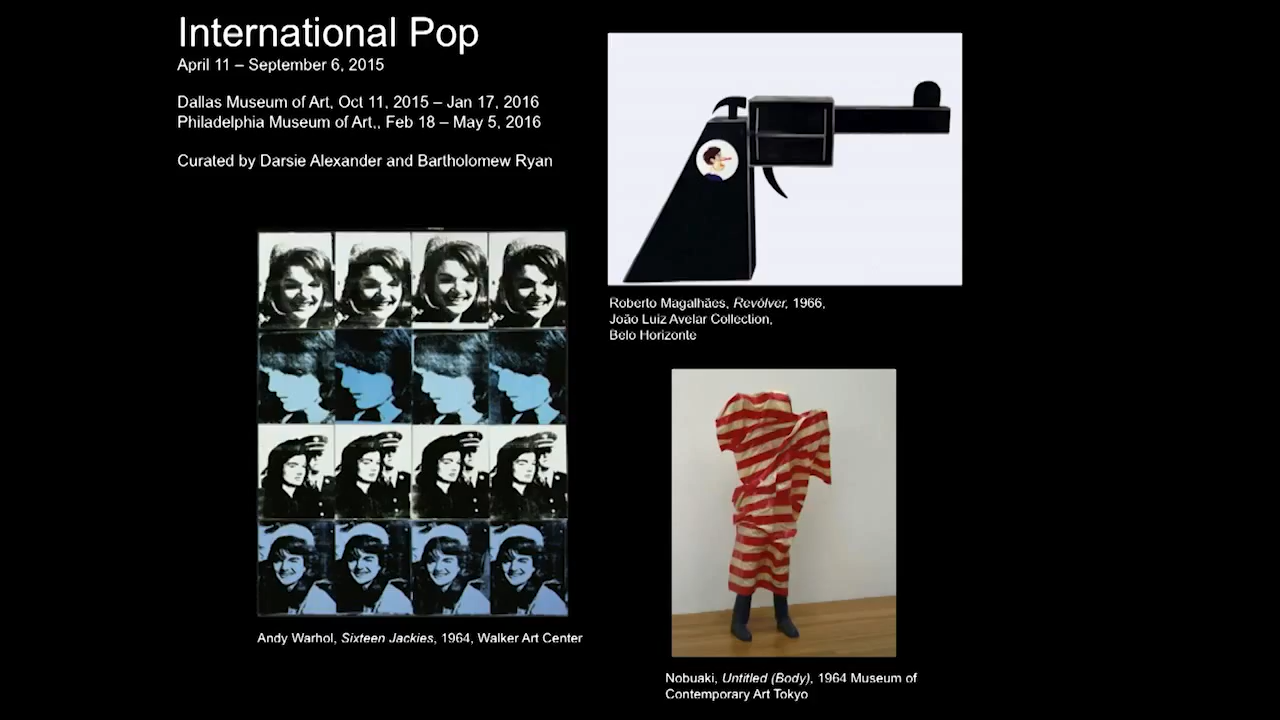 International Pop
April 11 – September 6, 2015
Dallas Museum of Art, Oct 11, 2015 – Jan 17, 2016
Philadelphia Museum of Art,, Feb 18 – May 5, 2016
Curated by Darsie Alexander and Bartholomew Ryan
Roberto Magalhães, Revólver, 1966,
João Luiz Avelar Collection,
Belo Horizonte
Andy Warhol, Sixteen Jackies, 1964, Walker Art Center
Nobuaki, Untitled (Body), 1964 Museum of
Contemporary Art Tokyo